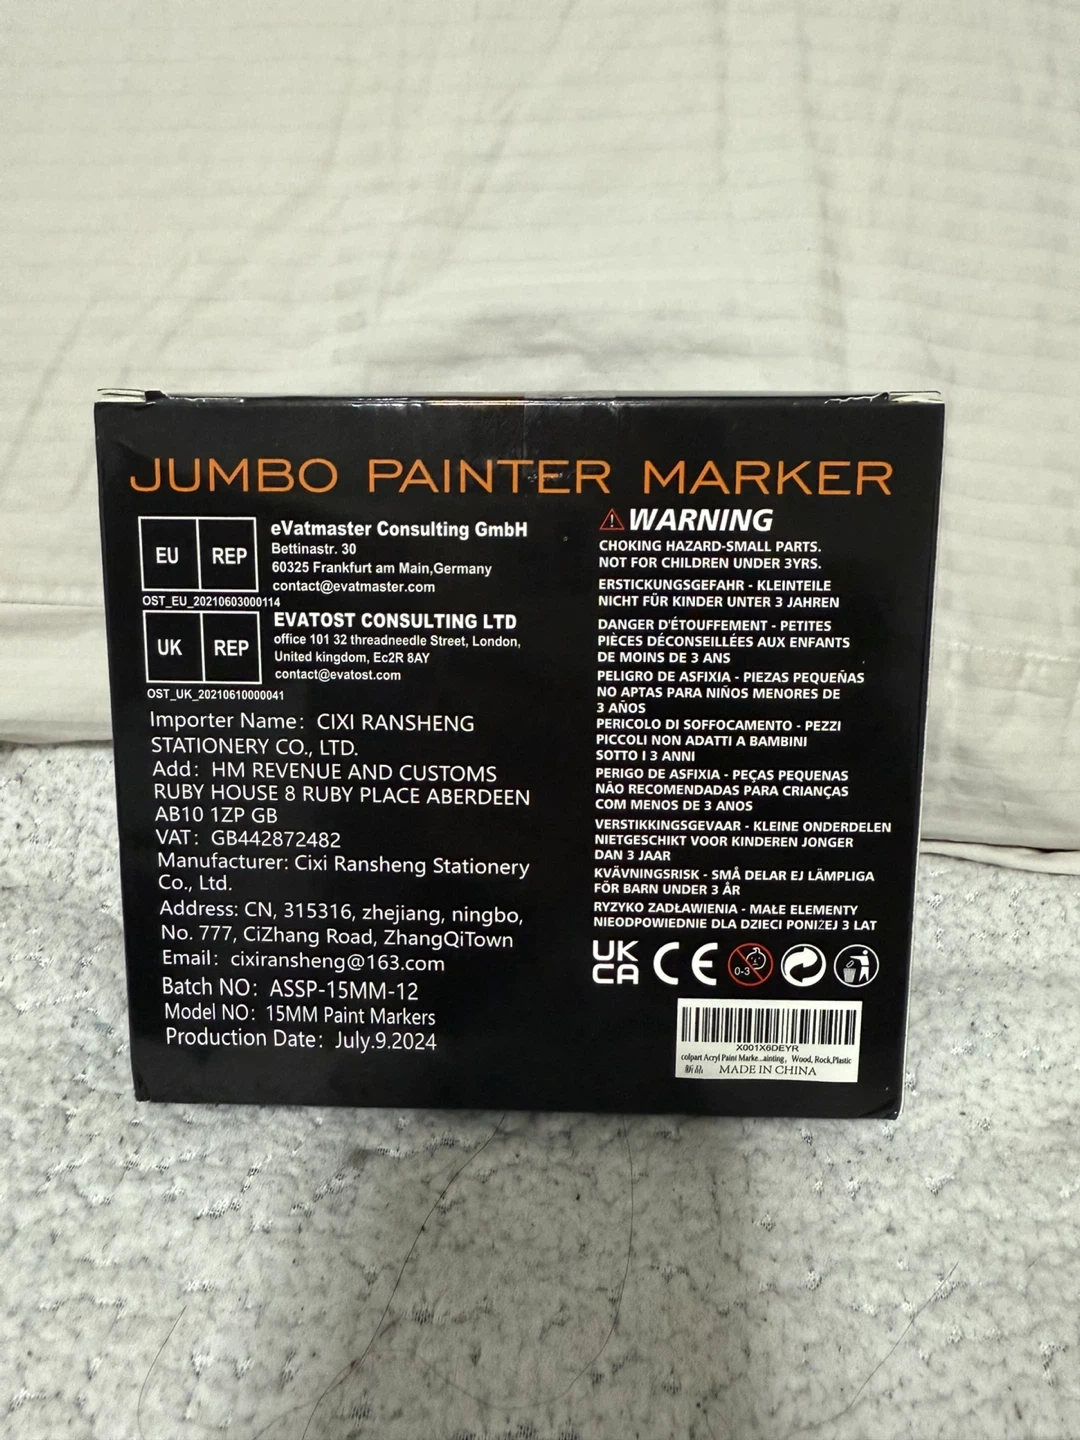 JUMBO PAINTER MARKER
EU REP
eVatmaster Consulting GmbH
Bettinastr. 30
60325 Frankfurt am Main,Germany
contact@evatmaster.com
OST_EU_20210603000114
UK REP
EVATOST CONSULTING LTD
office 101 32 threadneedle Street, London,
United kingdom, Ec2R 8AY
contact@evatost.com
OST_UK_20210610000041
Importer Name: CIXI RANSHENG
STATIONERY CO., LTD.
Add: HM REVENUE AND CUSTOMS
RUBY HOUSE 8 RUBY PLACE ABERDEEN
AB10 1ZP GB
VAT: GB442872482
Manufacturer: Cixi Ransheng Stationery
Co., Ltd.
Address: CN, 315316, zhejiang, ningbo,
No. 777, CiZhang Road, ZhangQiTown
Email: cixiransheng@163.com
Batch NO: ASSP-15MM-12
Model NO: 15MM Paint Markers
Production Date: July.9.2024
WARNING
CHOKING HAZARD-SMALL PARTS.
NOT FOR CHILDREN UNDER 3YRS.
ERSTICKUNGSGEFAHR - KLEINTEILE
NICHT FÜR KINDER UNTER 3 JAHREN
DANGER D'ÉTOUFFEMENT - PETITES
PIÈCES DÉCONSEILLÉES AUX ENFANTS
DE MOINS DE 3 ANS
PELIGRO DE ASFIXIA - PIEZAS PEQUEÑAS
NO APTAS PARA NIÑOS MENORES DE
3 AÑOS
PERICOLO DI SOFFOCAMENTO - PEZZI
PICCOLI NON ADATTI A BAMBINI
SOTTO I 3 ANNI
PERIGO DE ASFIXIA - PEÇAS PEQUENAS
NÃO RECOMENDADAS PARA CRIANÇAS
COM MENOS DE 3 ANOS
VERSTIKKINGSGEVAAR - KLEINE ONDERDELEN
NIETGESCHIKT VOOR KINDEREN JONGER
DAN 3 JAAR
KVÄVNINGSRISK - SMÅ DELAR EJ LÄMPLIGA
FÖR BARN UNDER 3 ÅR
RYZYKO ZADŁAWIENIA - MAŁE ELEMENTY
NIEODPOWIEDNIE DLA DZIECI PONIŻEJ 3 LAT
UK
CA
CE
0-3
X001X6DEYR
colpart Acryl Paint Marke...ainting, Wood, Rock,Plastic
新品 MADE IN CHINA